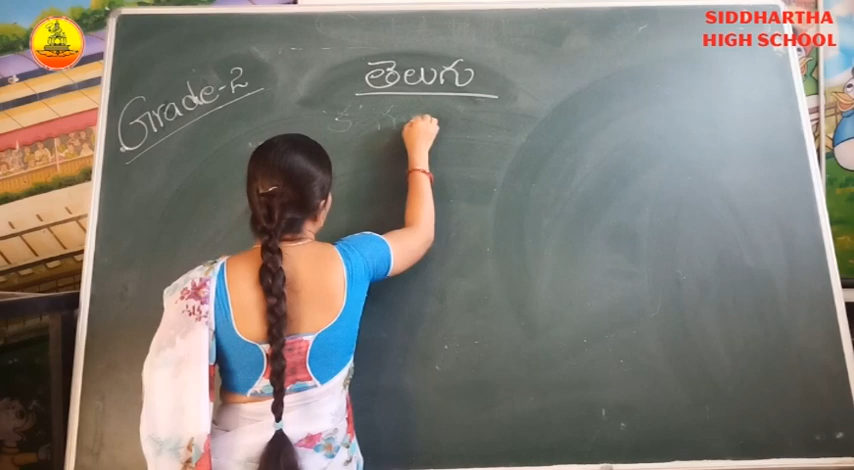 SIDDHARTHA
HIGH SCHOOL
Grade-2
తెలుగు